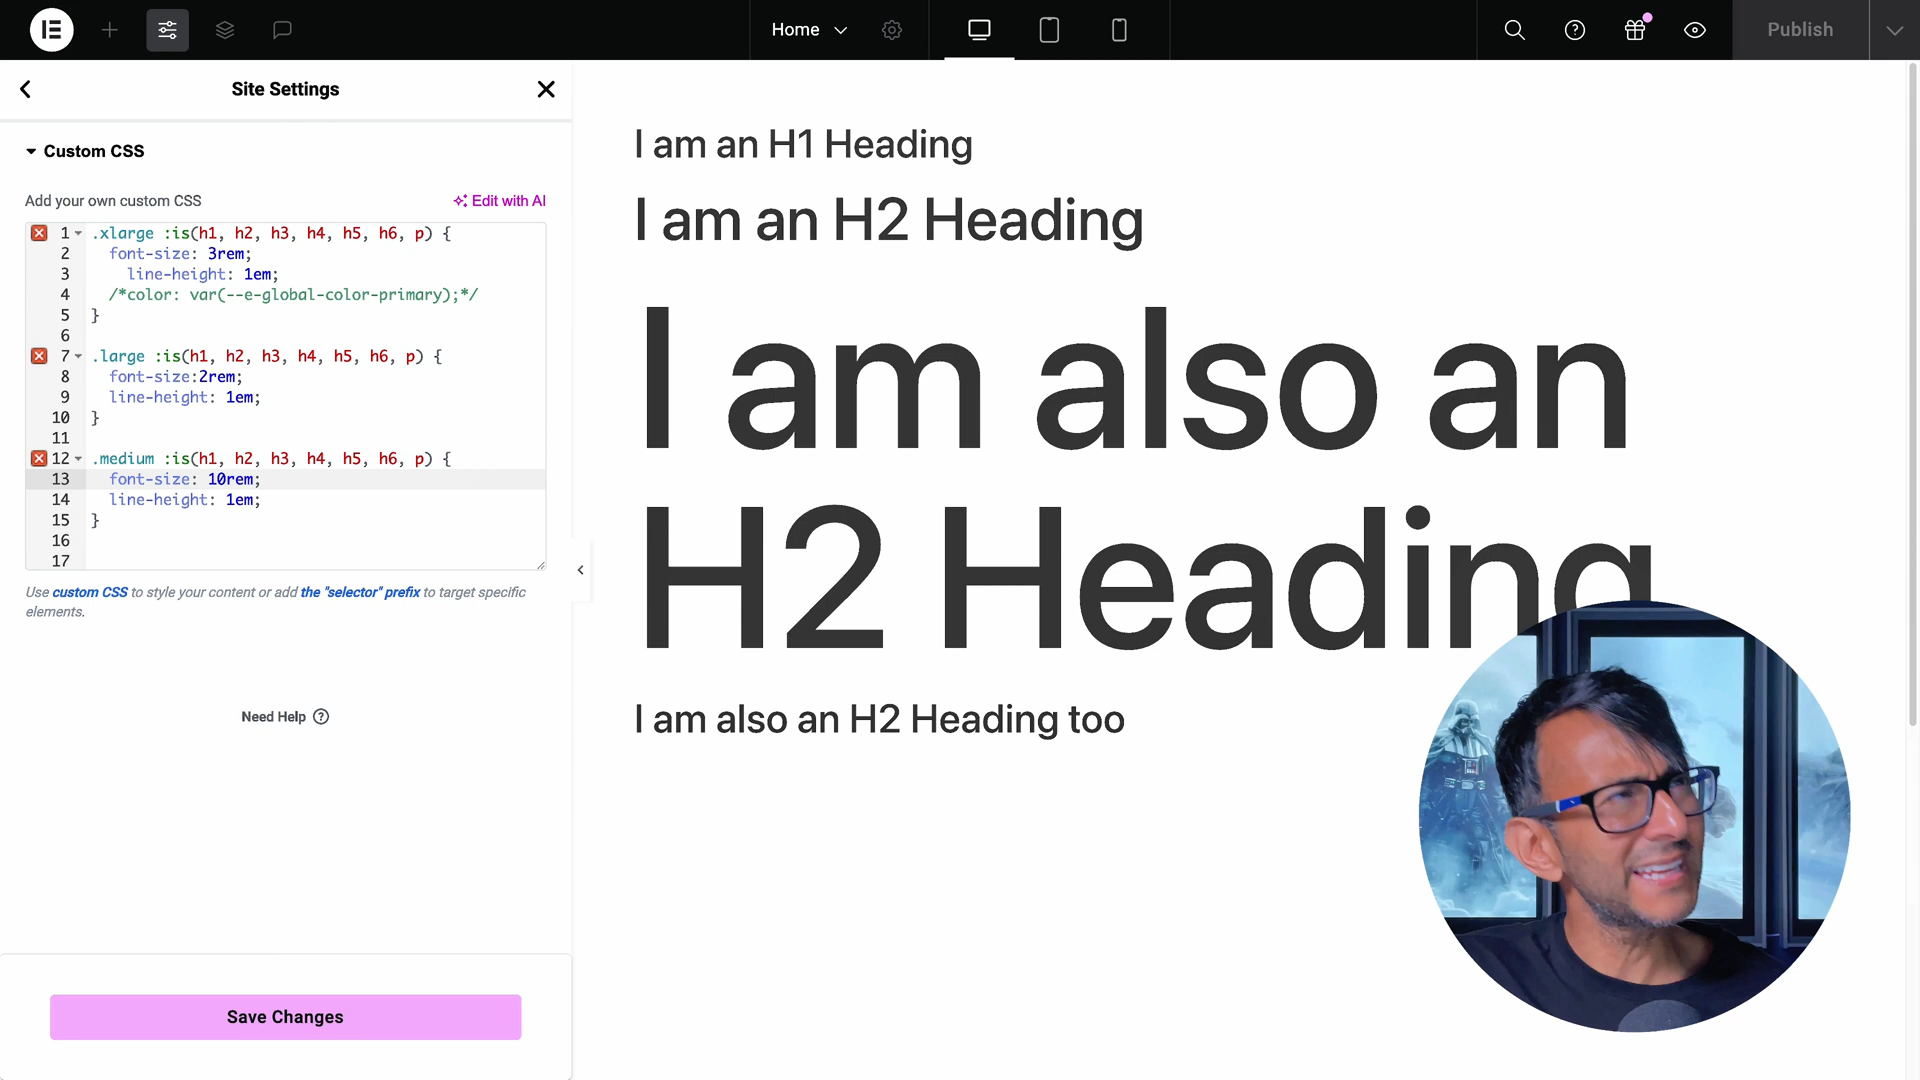 Home
Publish
Site Settings
Custom CSS
Add your own custom CSS
Edit with AI
1 .xlarge :is(h1, h2, h3, h4, h5, h6, p) {
2 font-size: 3rem;
3 line-height: 1em;
4 /*color: var(--e-global-color-primary);*/
5 }
6
7 .large :is(h1, h2, h3, h4, h5, h6, p) {
8 font-size:2rem;
9 line-height: 1em;
10 }
11
12 .medium :is(h1, h2, h3, h4, h5, h6, p) {
13 font-size: 10rem;
14 line-height: 1em;
15 }
16
17
Use custom CSS to style your content or add the "selector" prefix to target specific
elements.
Need Help
Save Changes
I am an H1 Heading
I am an H2 Heading
I am also an
H2 Heading
I am also an H2 Heading too